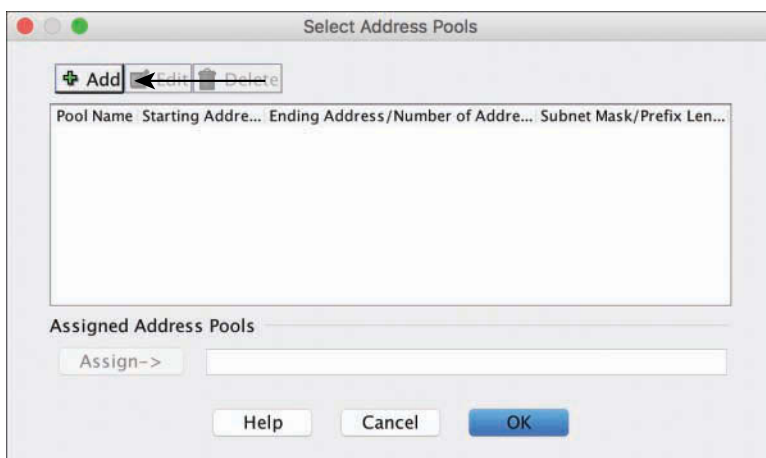 Select Address Pools
Add Edit Delete
Pool Name Starting Addre... Ending Address/Number of Addre... Subnet Mask/Prefix Len...
Assigned Address Pools
Assign->
Help Cancel OK